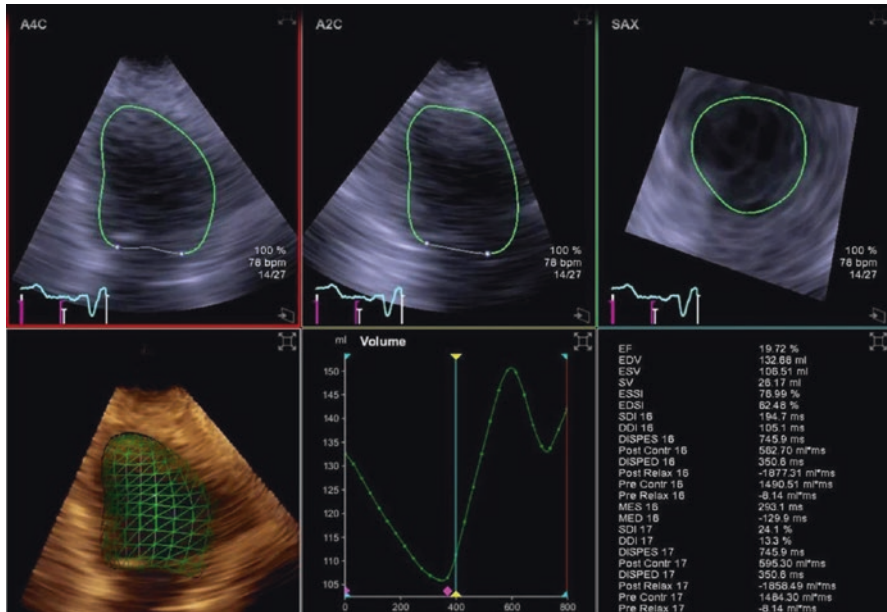 A4C
A2C
SAX
100 %
78 bpm
14/27
100 %
78 bpm
14/27
100 %
78 bpm
14/27
T
T
T
ml Volume
150
145
140
135
130
125
120
115
110
105
0 200 400 600 800
EF 19.72 %
EDV 132.68 ml
ESV 106.51 ml
SV 26.17 ml
ESSI 76.99 %
EDSI 62.48 %
SDI 16 194.7 ms
DDI 16 105.1 ms
DISPES 16 745.9 ms
Post Contr 16 562.70 ml*ms
DISPED 16 350.6 ms
Post Relax 16 -1877.31 ml*ms
Pre Contr 16 1490.51 ml*ms
Pre Relax 16 -8.14 ml*ms
MES 16 293.1 ms
MED 16 -129.9 ms
SDI 17 24.1 %
DDI 17 13.3 %
DISPES 17 745.9 ms
Post Contr 17 595.30 ml*ms
DISPED 17 350.6 ms
Post Relax 17 -1858.49 ml*ms
Pre Contr 17 1484.30 ml*ms
Pre Relax 17 -8.14 ml*ms